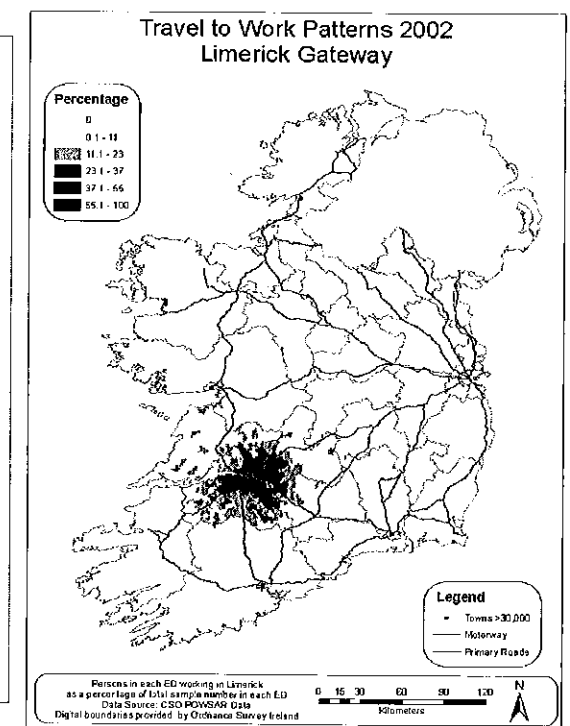 Travel to Work Patterns 2002
Limerick Gateway
Percentage
0
0.1 - 11
11.1 - 23
23.1 - 37
37.1 - 55
55.1 - 100
Legend
Towns >30,000
Motorway
Primary Roads
Persons in each ED working in Limerick
as a percentage of total sample number in each ED
Data Source: CSO POWSAR Data
Digital boundaries provided by Ordnance Survey Ireland
0 15 30 60 90 120
Kilometers
N